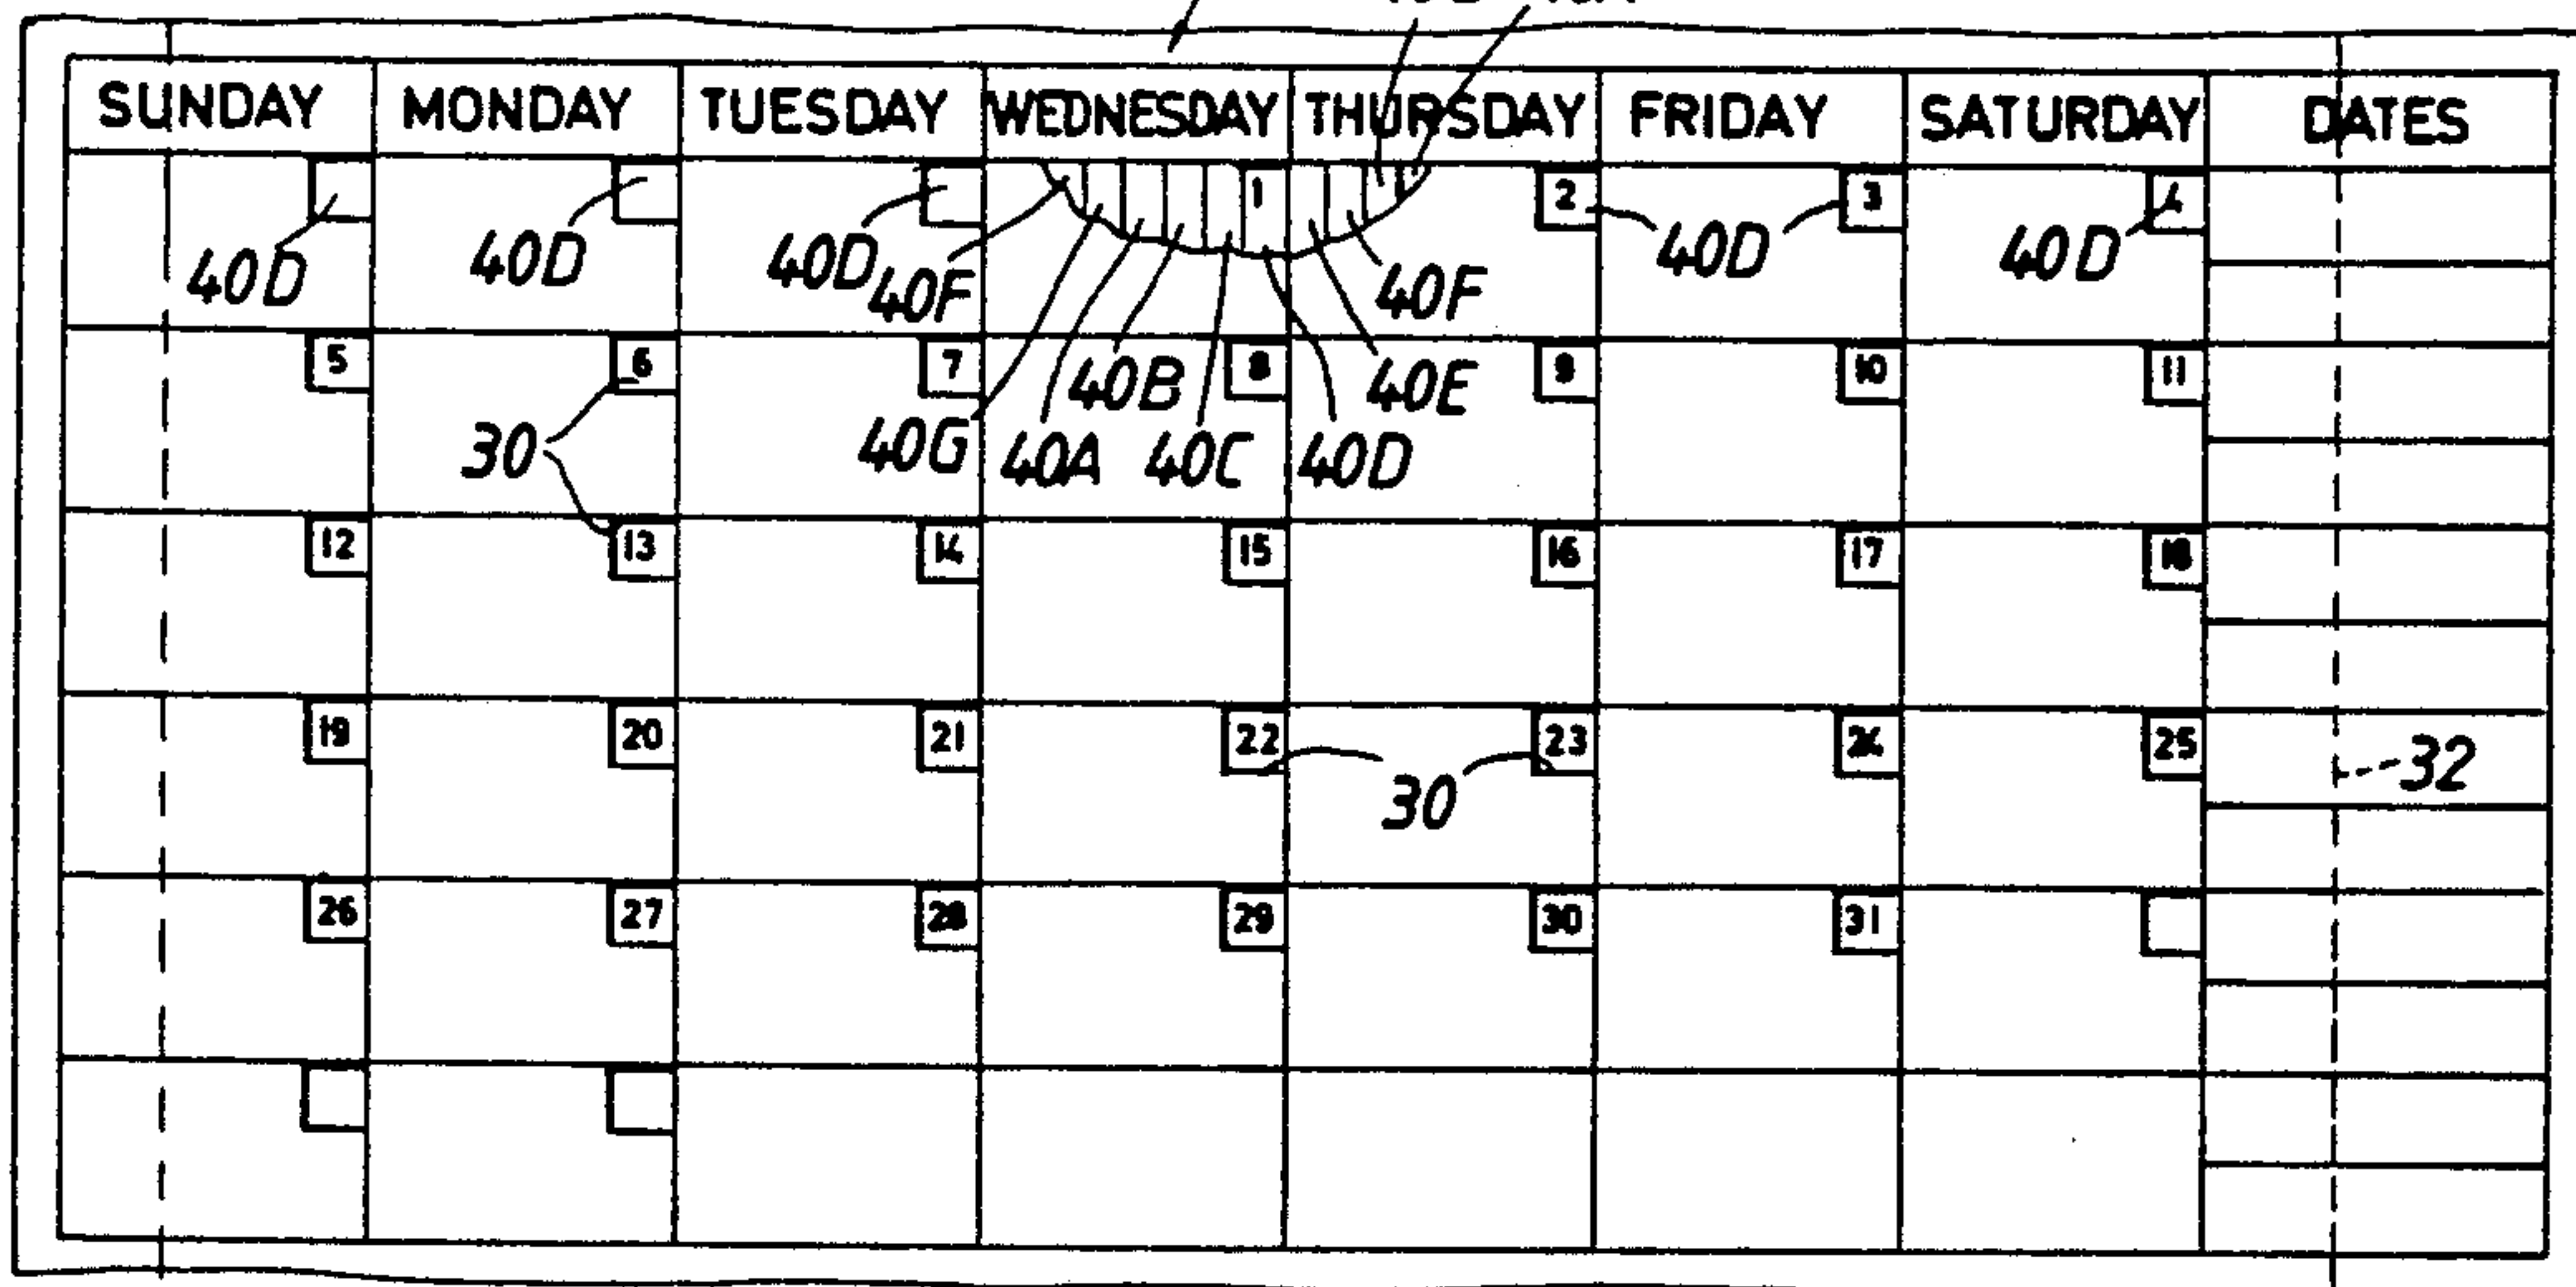 SUNDAY MONDAY TUESDAY WEDNESDAY THURSDAY FRIDAY SATURDAY DATES
1 2 3 4
40D 40D 40D 40F 40F 40D 40D
5 6 7 8 9 10 11
30 40G 40A 40B 40C 40D 40E
12 13 14 15 16 17 18
19 20 21 22 23 24 25
30 32
26 27 28 29 30 31